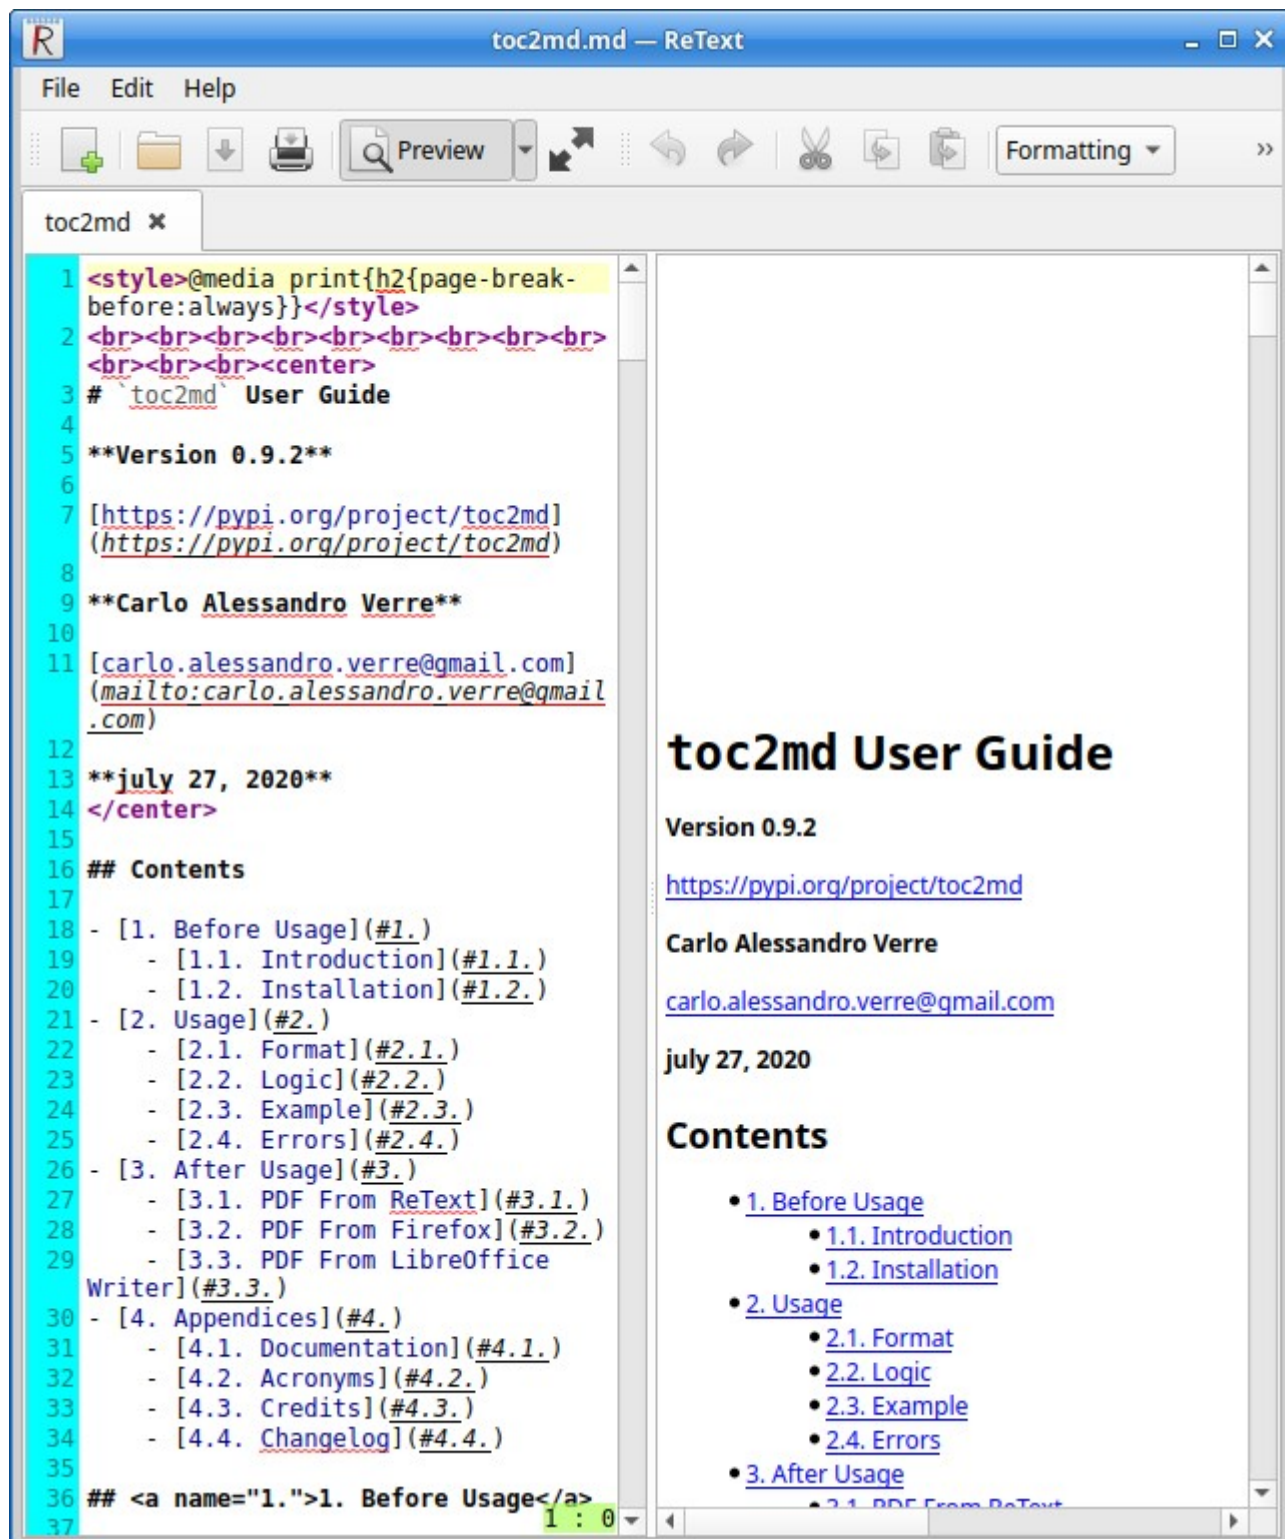 toc2md.md — ReText
File Edit Help
Preview Formatting »
toc2md ✖
1 <style>@media print{h2{page-break-
before:always}}</style>
2 <br><br><br><br><br><br><br><br><br>
<br><br><br><center>
3 # `toc2md` User Guide
4
5 **Version 0.9.2**
6
7 [https://pypi.org/project/toc2md]
(https://pypi.org/project/toc2md)
8
9 **Carlo Alessandro Verre**
10
11 [carlo.alessandro.verre@gmail.com]
(mailto:carlo.alessandro.verre@gmail
.com)
12
13 **july 27, 2020**
14 </center>
15
16 ## Contents
17
18 - [1. Before Usage](#1.)
19     - [1.1. Introduction](#1.1.)
20     - [1.2. Installation](#1.2.)
21 - [2. Usage](#2.)
22     - [2.1. Format](#2.1.)
23     - [2.2. Logic](#2.2.)
24     - [2.3. Example](#2.3.)
25     - [2.4. Errors](#2.4.)
26 - [3. After Usage](#3.)
27     - [3.1. PDF From ReText](#3.1.)
28     - [3.2. PDF From Firefox](#3.2.)
29     - [3.3. PDF From LibreOffice
Writer](#3.3.)
30 - [4. Appendices](#4.)
31     - [4.1. Documentation](#4.1.)
32     - [4.2. Acronyms](#4.2.)
33     - [4.3. Credits](#4.3.)
34     - [4.4. Changelog](#4.4.)
35
36 ## <a name="1.">1. Before Usage</a>
37
1 : 0
toc2md User Guide
Version 0.9.2
https://pypi.org/project/toc2md
Carlo Alessandro Verre
carlo.alessandro.verre@gmail.com
july 27, 2020
Contents
• 1. Before Usage
• 1.1. Introduction
• 1.2. Installation
• 2. Usage
• 2.1. Format
• 2.2. Logic
• 2.3. Example
• 2.4. Errors
• 3. After Usage
• 3.1. PDF From ReText